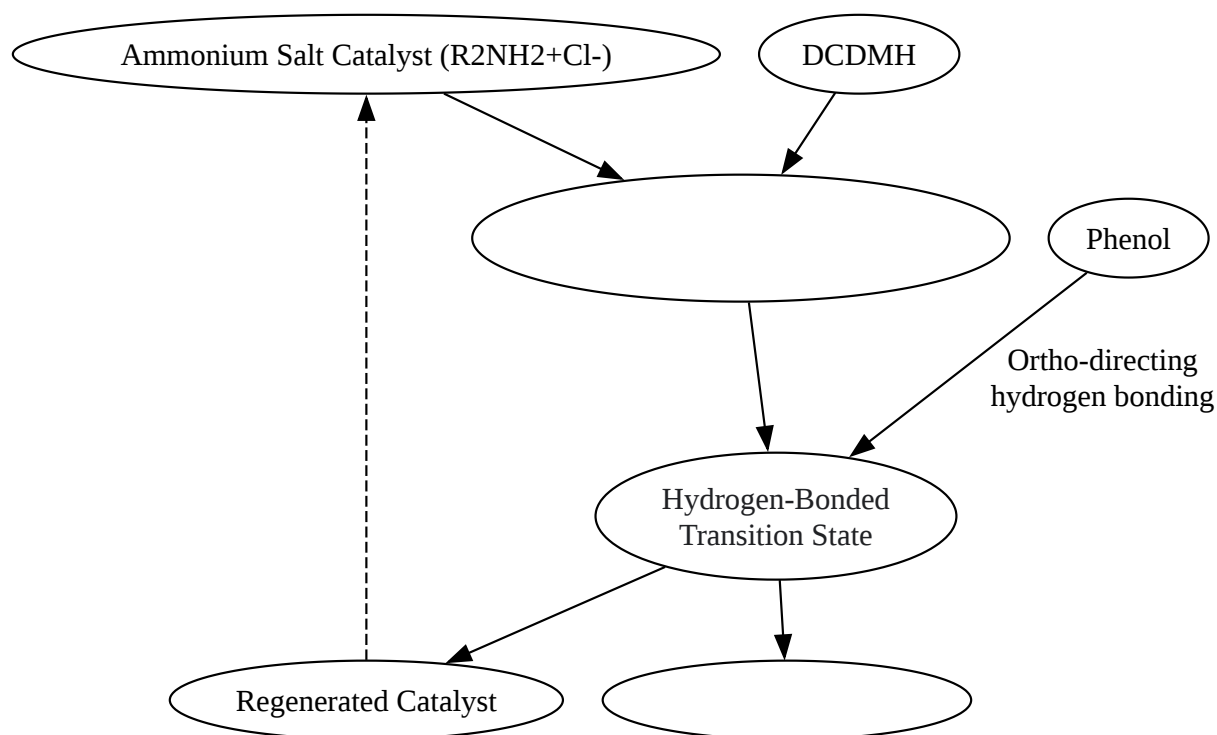 Ammonium Salt Catalyst (R2NH2+Cl-)
DCDMH
Phenol
Ortho-directing
hydrogen bonding
Hydrogen-Bonded
Transition State
Regenerated Catalyst